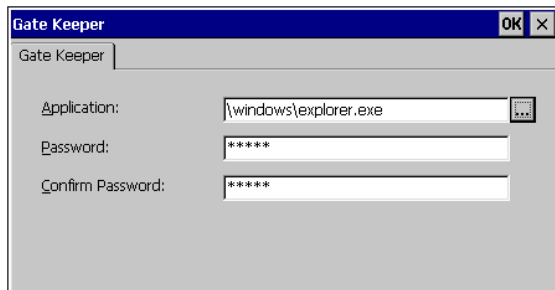 Gate Keeper OK ×
Gate Keeper
Application: \windows\explorer.exe ...
Password: *****
Confirm Password: *****